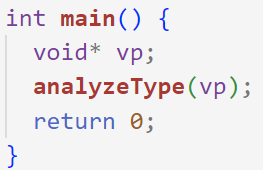 int main() {
  void* vp;
  analyzeType(vp);
  return 0;
}